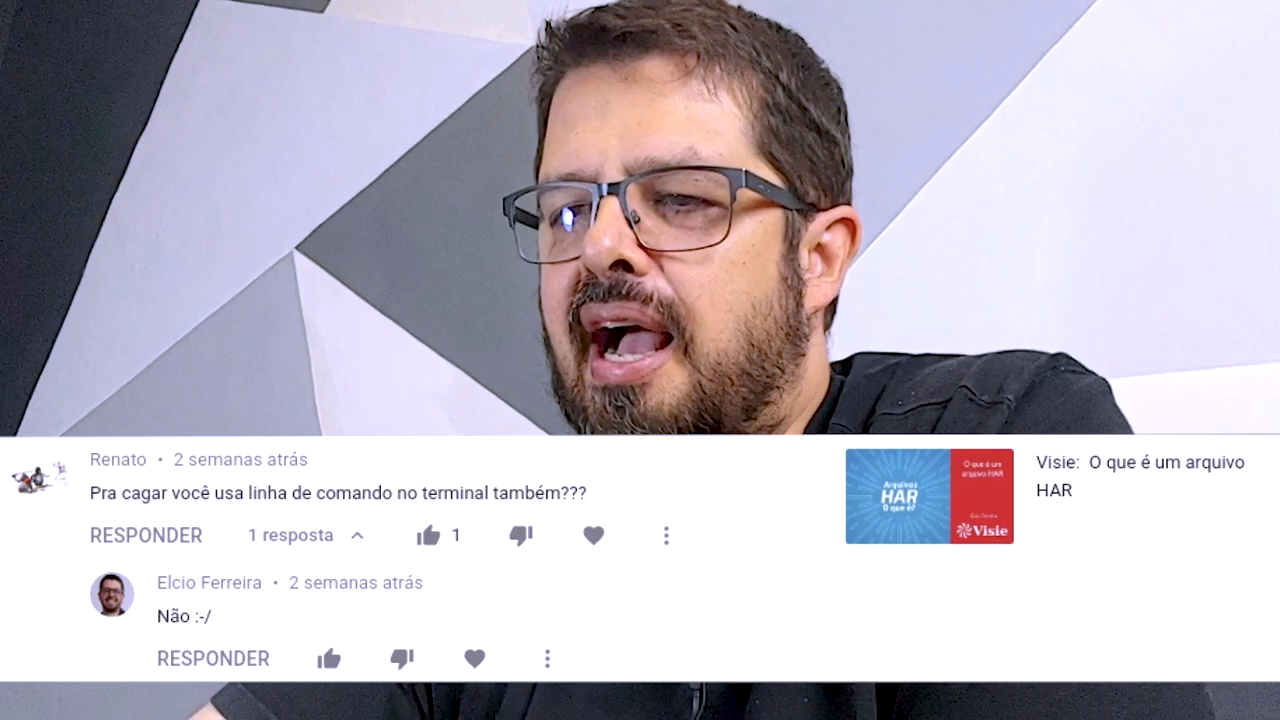 Renato • 2 semanas atrás
Pra cagar você usa linha de comando no terminal também???
RESPONDER 1 resposta 1
Elcio Ferreira • 2 semanas atrás
Não :-/
RESPONDER
Arquivos
HAR
O que é?
O que é um
arquivo HAR
Visie
Visie: O que é um arquivo
HAR